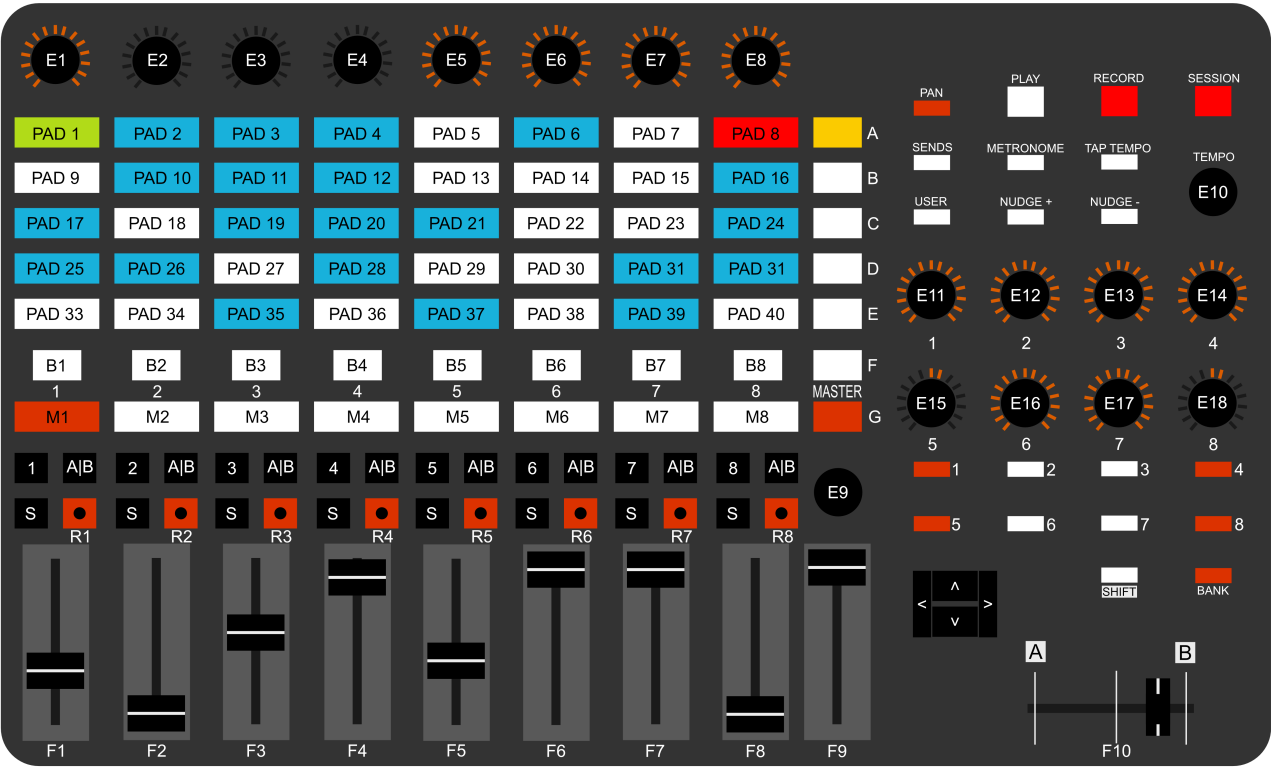 E1 E2 E3 E4 E5 E6 E7 E8
PLAY RECORD SESSION
PAN
PAD 1 PAD 2 PAD 3 PAD 4 PAD 5 PAD 6 PAD 7 PAD 8 A
SENDS METRONOME TAP TEMPO
TEMPO
PAD 9 PAD 10 PAD 11 PAD 12 PAD 13 PAD 14 PAD 15 PAD 16 B
E10
USER NUDGE + NUDGE -
PAD 17 PAD 18 PAD 19 PAD 20 PAD 21 PAD 22 PAD 23 PAD 24 C
PAD 25 PAD 26 PAD 27 PAD 28 PAD 29 PAD 30 PAD 31 PAD 31 D
E11 E12 E13 E14
PAD 33 PAD 34 PAD 35 PAD 36 PAD 37 PAD 38 PAD 39 PAD 40 E
1 2 3 4
B1 B2 B3 B4 B5 B6 B7 B8 F
1 2 3 4 5 6 7 8 MASTER
E15 E16 E17 E18
M1 M2 M3 M4 M5 M6 M7 M8 G
5 6 7 8
1 A|B 2 A|B 3 A|B 4 A|B 5 A|B 6 A|B 7 A|B 8 A|B
1 2 3 4
E9
S S S S S S S S
5 6 7 8
R1 R2 R3 R4 R5 R6 R7 R8
SHIFT BANK
^
< >
v
A B
F1 F2 F3 F4 F5 F6 F7 F8 F9 F10